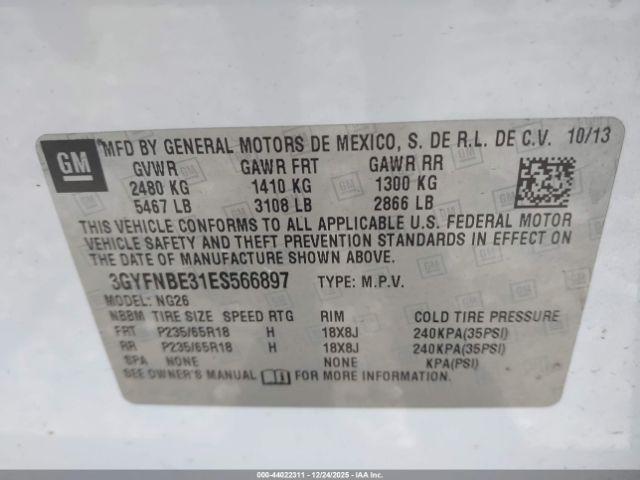 GM
MFD BY GENERAL MOTORS DE MEXICO, S. DE R.L. DE C.V. 10/13
GVWR GAWR FRT GAWR RR
2480 KG 1410 KG 1300 KG
5467 LB 3108 LB 2866 LB
THIS VEHICLE CONFORMS TO ALL APPLICABLE U.S. FEDERAL MOTOR
VEHICLE SAFETY AND THEFT PREVENTION STANDARDS IN EFFECT ON
THE DATE OF MANUFACTURE SHOWN ABOVE.
3GYFNBE31ES566897 TYPE: M.P.V.
MODEL: NG26
NBBM TIRE SIZE SPEED RTG RIM COLD TIRE PRESSURE
FRT P235/65R18 H 18X8J 240KPA(35PSI)
RR P235/65R18 H 18X8J 240KPA(35PSI)
SPA NONE NONE KPA(PSI)
SEE OWNER'S MANUAL FOR MORE INFORMATION.
000-44022311 - 12/24/2025 - COPART